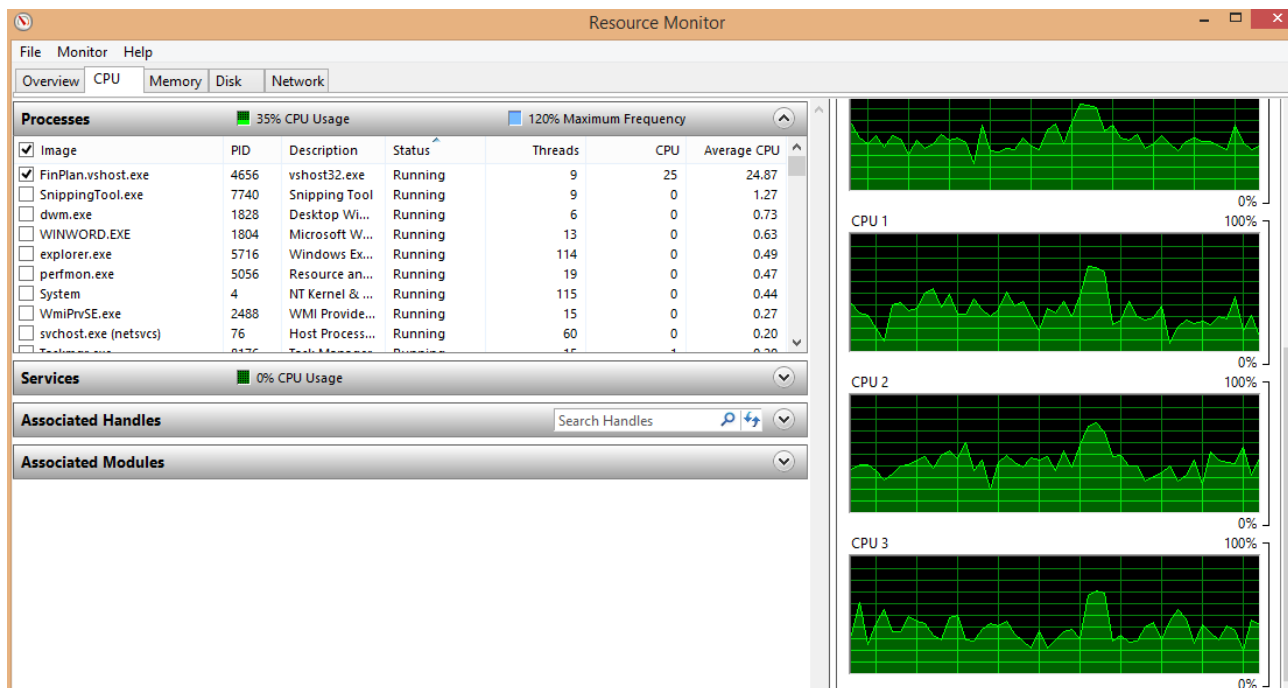 Resource Monitor
File Monitor Help
Overview CPU Memory Disk Network
Processes 35% CPU Usage 120% Maximum Frequency
Image PID Description Status Threads CPU Average CPU
FinPlan.vshost.exe 4656 vshost32.exe Running 9 25 24.87
SnippingTool.exe 7740 Snipping Tool Running 9 0 1.27
dwm.exe 1828 Desktop Wi... Running 6 0 0.73
WINWORD.EXE 1804 Microsoft W... Running 13 0 0.63
explorer.exe 5716 Windows Ex... Running 114 0 0.49
perfmon.exe 5056 Resource an... Running 19 0 0.47
System 4 NT Kernel & ... Running 115 0 0.44
WmiPrvSE.exe 2488 WMI Provide... Running 15 0 0.27
svchost.exe (netsvcs) 76 Host Process... Running 60 0 0.20
Services 0% CPU Usage
Associated Handles Search Handles
Associated Modules
0%
CPU 1 100%
0%
CPU 2 100%
0%
CPU 3 100%
0%